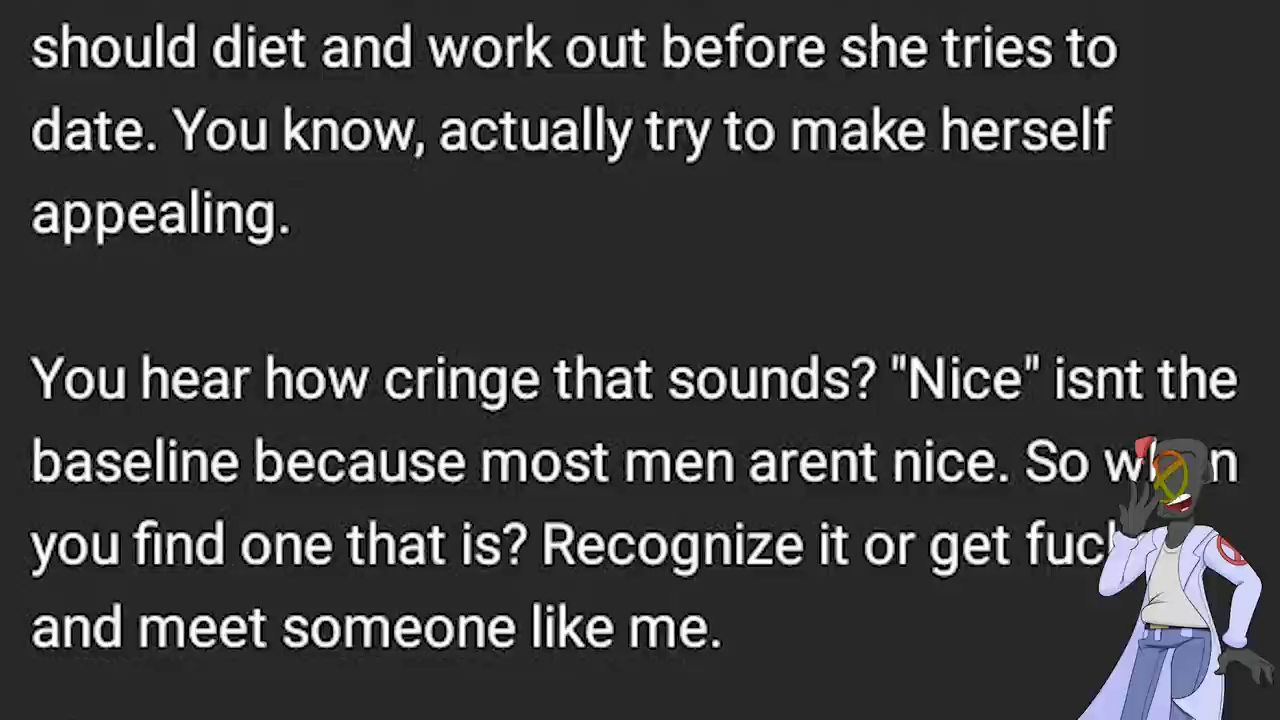 should diet and work out before she tries to
date. You know, actually try to make herself
appealing.
You hear how cringe that sounds? "Nice" isnt the
baseline because most men arent nice. So
you find one that is? Recognize it or get
and meet someone like me.